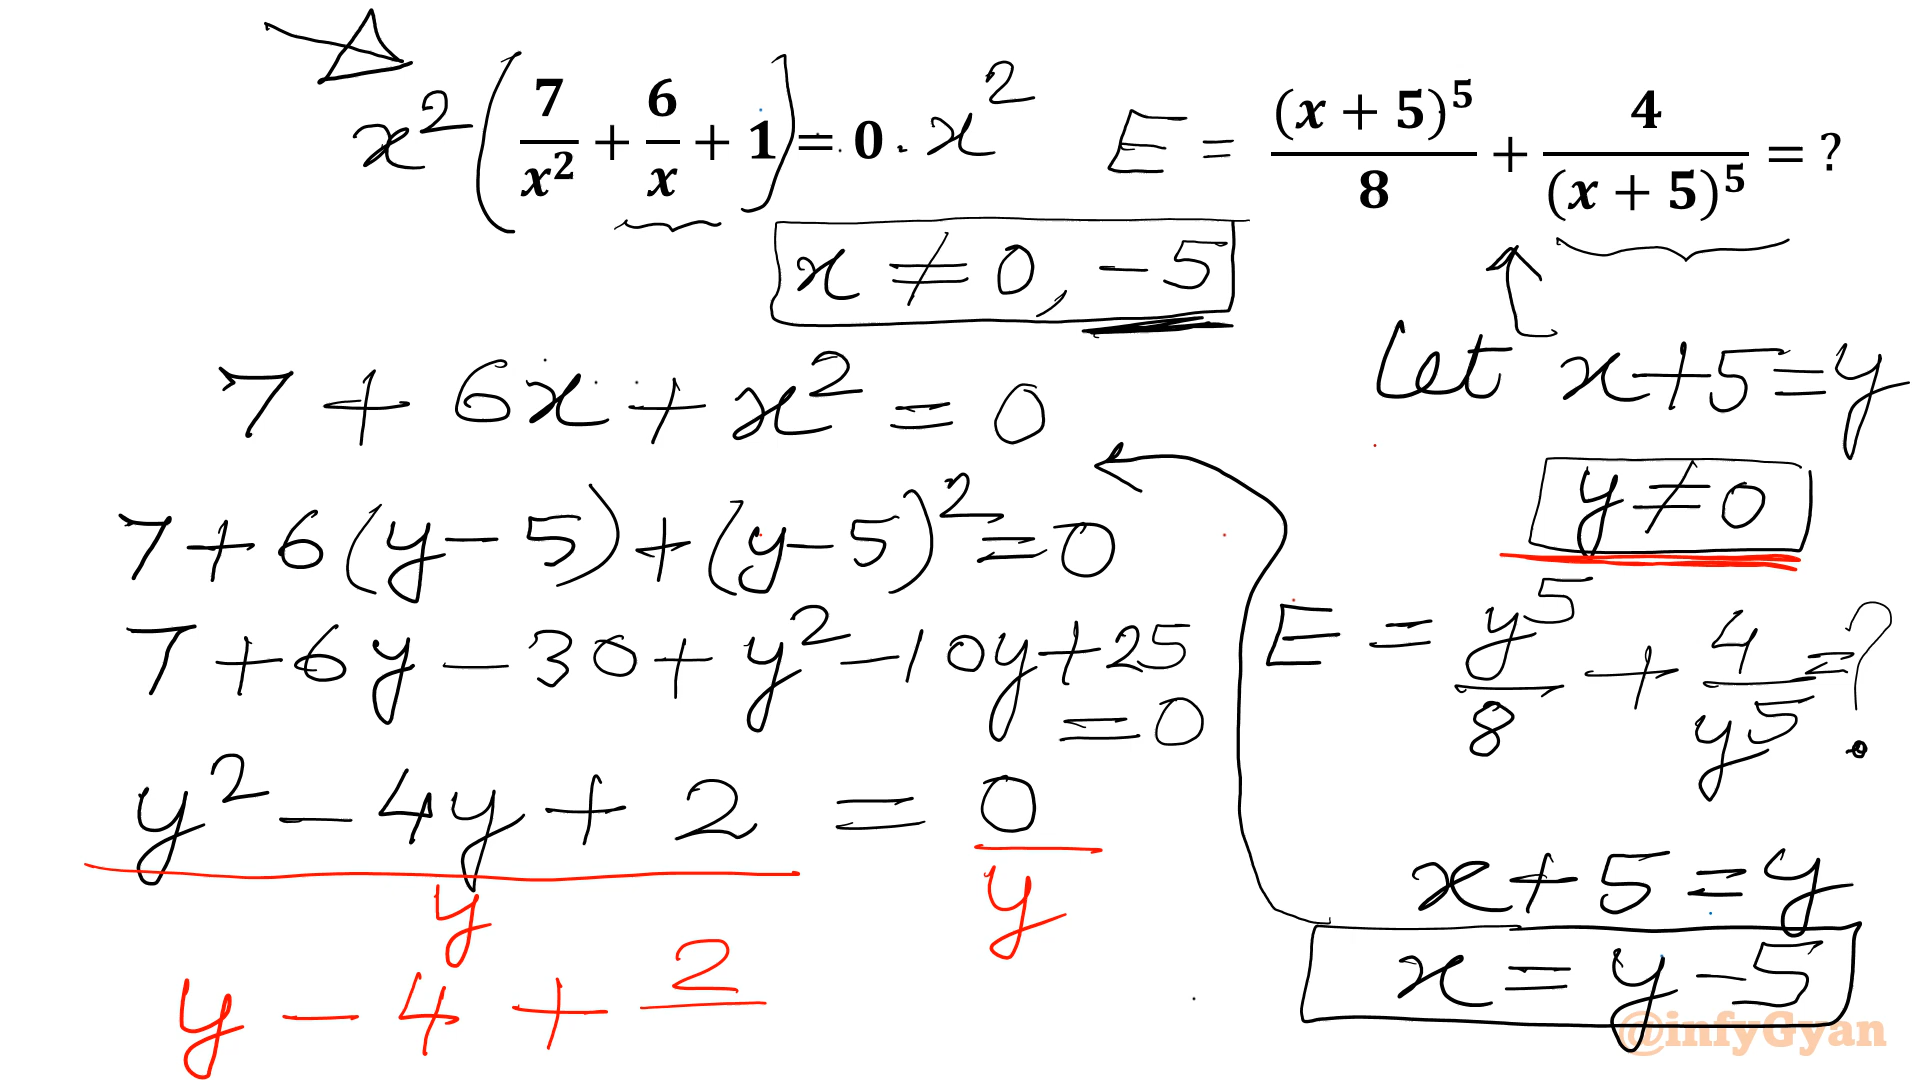 x²(7/x² + 6/x + 1) = 0 · x²
E = (x + 5)⁵/8 + 4/(x + 5)⁵ = ?
x ≠ 0, -5
Let x+5=y
7 + 6x + x² = 0
y ≠ 0
7+6(y-5)+(y-5)²=0
E = y⁵/8 + 4/y⁵ = ?
7+6y-30+y²-10y+25
=0
(y² - 4y + 2)/y = 0/y
x+5=y
x = y-5
y - 4 + 2/
@infyGyan